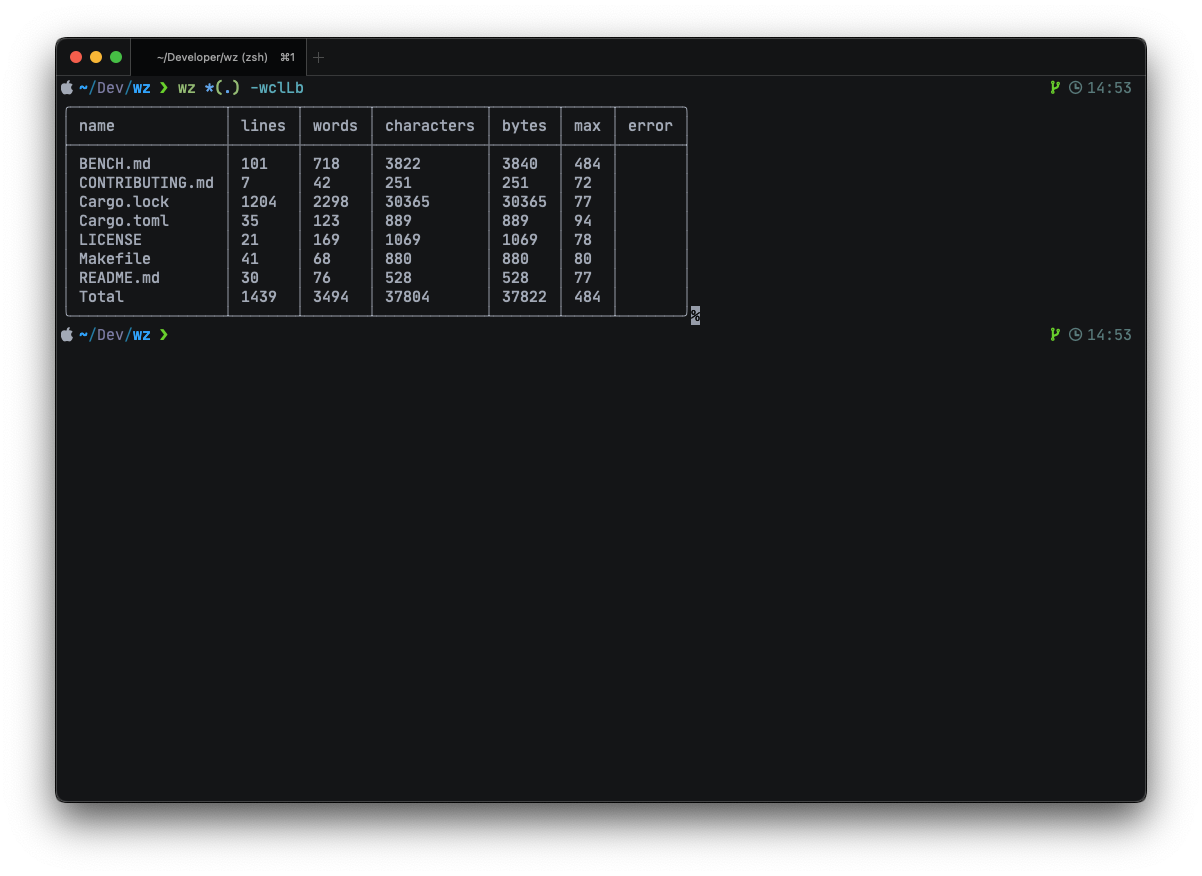 ~/Developer/wz (zsh) ⌘1 +
~/Dev/wz ❯ wz *(.) -wclLb 14:53
name lines words characters bytes max error
BENCH.md 101 718 3822 3840 484
CONTRIBUTING.md 7 42 251 251 72
Cargo.lock 1204 2298 30365 30365 77
Cargo.toml 35 123 889 889 94
LICENSE 21 169 1069 1069 78
Makefile 41 68 880 880 80
README.md 30 76 528 528 77
Total 1439 3494 37804 37822 484
%
~/Dev/wz ❯ 14:53